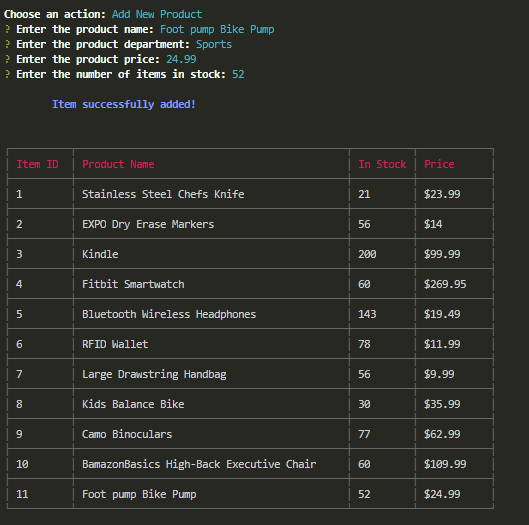 Choose an action: Add New Product
? Enter the product name: Foot pump Bike Pump
? Enter the product department: Sports
? Enter the product price: 24.99
? Enter the number of items in stock: 52
Item successfully added!
Item ID Product Name In Stock Price
1 Stainless Steel Chefs Knife 21 $23.99
2 EXPO Dry Erase Markers 56 $14
3 Kindle 200 $99.99
4 Fitbit Smartwatch 60 $269.95
5 Bluetooth Wireless Headphones 143 $19.49
6 RFID Wallet 78 $11.99
7 Large Drawstring Handbag 56 $9.99
8 Kids Balance Bike 30 $35.99
9 Camo Binoculars 77 $62.99
10 BamazonBasics High-Back Executive Chair 60 $109.99
11 Foot pump Bike Pump 52 $24.99